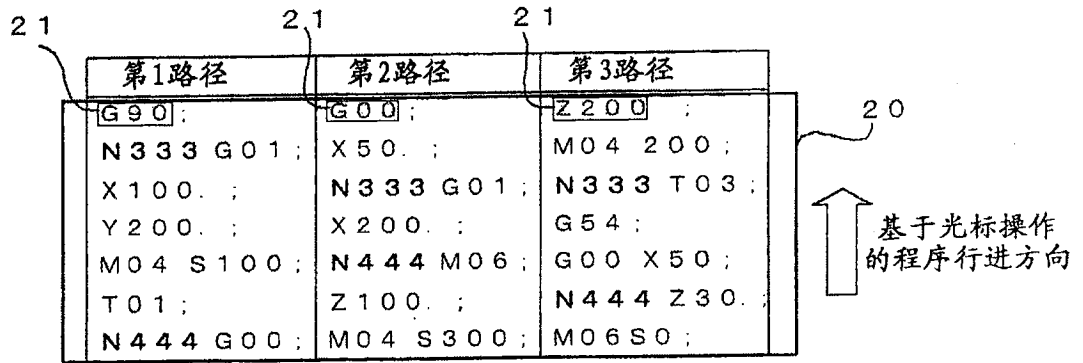 21 21 21
第1路径 第2路径 第3路径
G90; G00; Z200 ;
20
N333 G01; X50. ; M04 200;
X100. ; N333 G01; N333 T03;
Y200. ; X200. ; G54;
基于光标操作
M04 S100; N444 M06; G00 X50;
的程序行进方向
T01; Z100. ; N444 Z30. ;
N444 G00; M04 S300; M06S0;